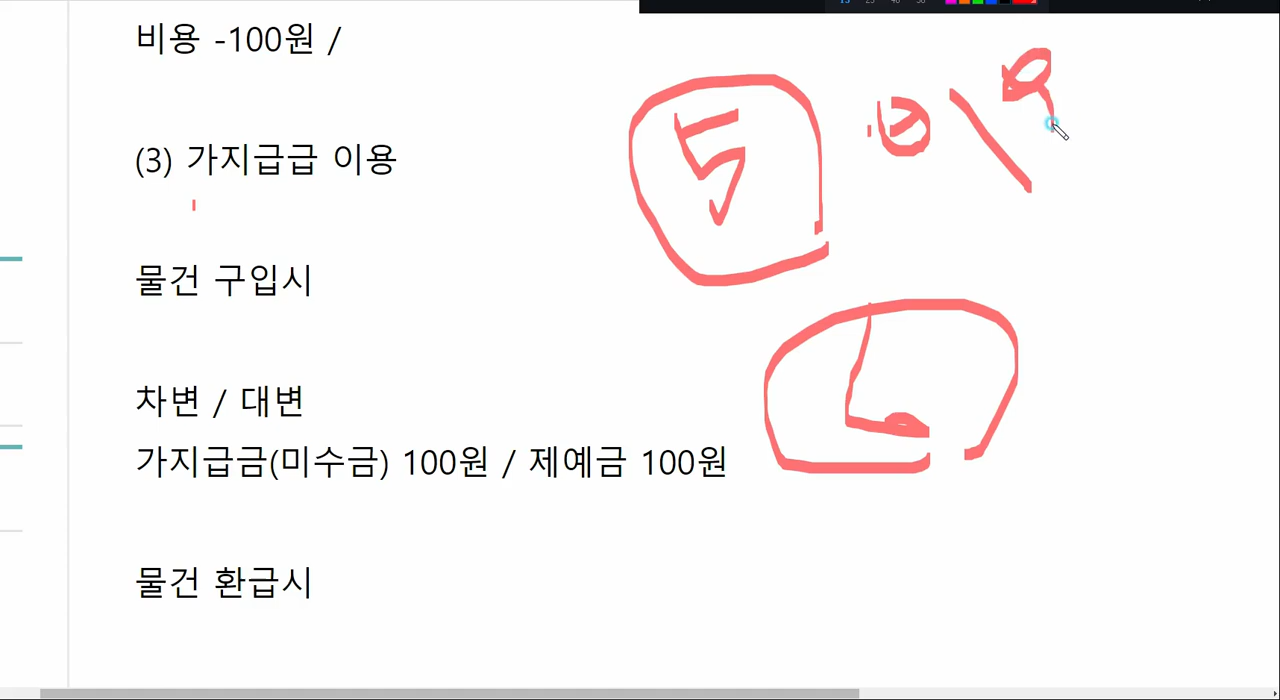 비용 -100원 /
(3) 가지급급 이용
물건 구입시
차변 / 대변
가지급금(미수금) 100원 / 제예금 100원
물건 환급시
5
6